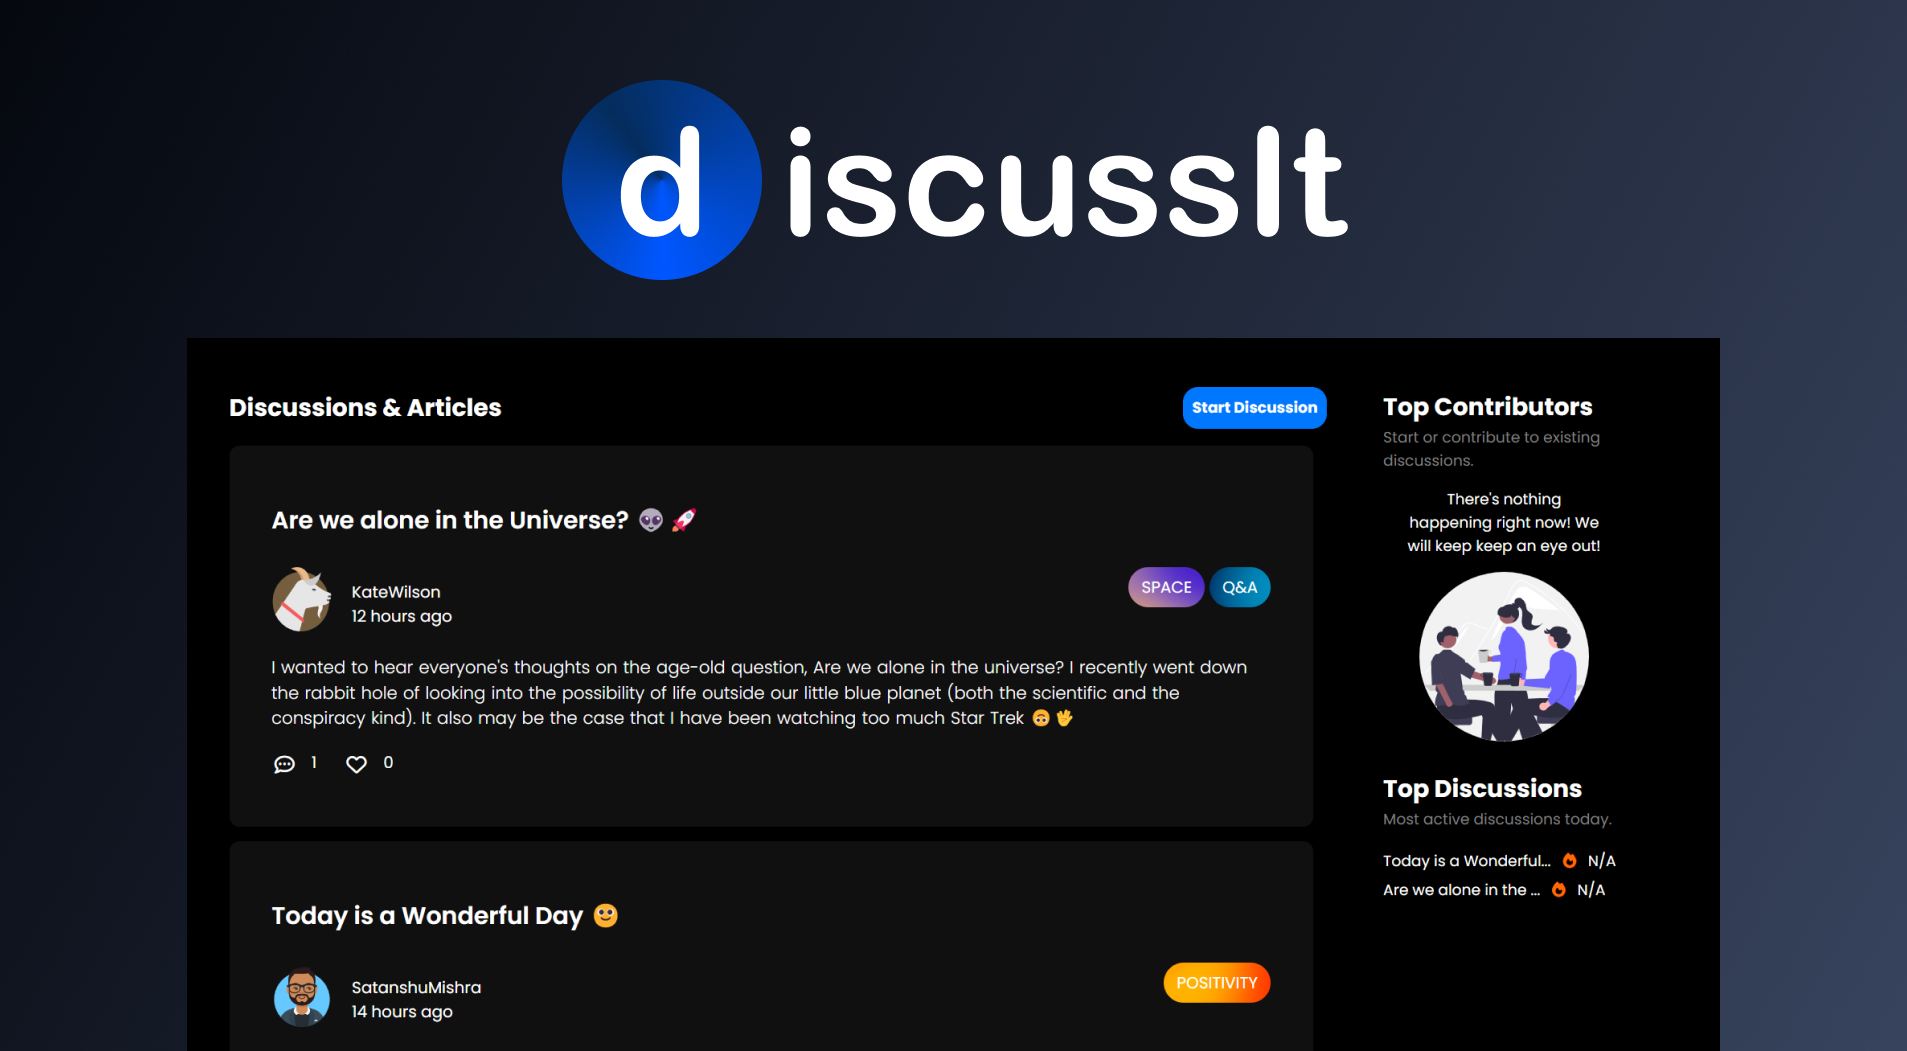 discussIt
Discussions & Articles
Start Discussion
Are we alone in the Universe? 👽 🚀
KateWilson
12 hours ago
SPACE
Q&A
I wanted to hear everyone's thoughts on the age-old question, Are we alone in the universe? I recently went down
the rabbit hole of looking into the possibility of life outside our little blue planet (both the scientific and the
conspiracy kind). It also may be the case that I have been watching too much Star Trek 🙃 🖖
1
0
Today is a Wonderful Day 🙂
SatanshuMishra
14 hours ago
POSITIVITY
Top Contributors
Start or contribute to existing
discussions.
There's nothing
happening right now! We
will keep keep an eye out!
Top Discussions
Most active discussions today.
Today is a Wonderful... N/A
Are we alone in the ... N/A